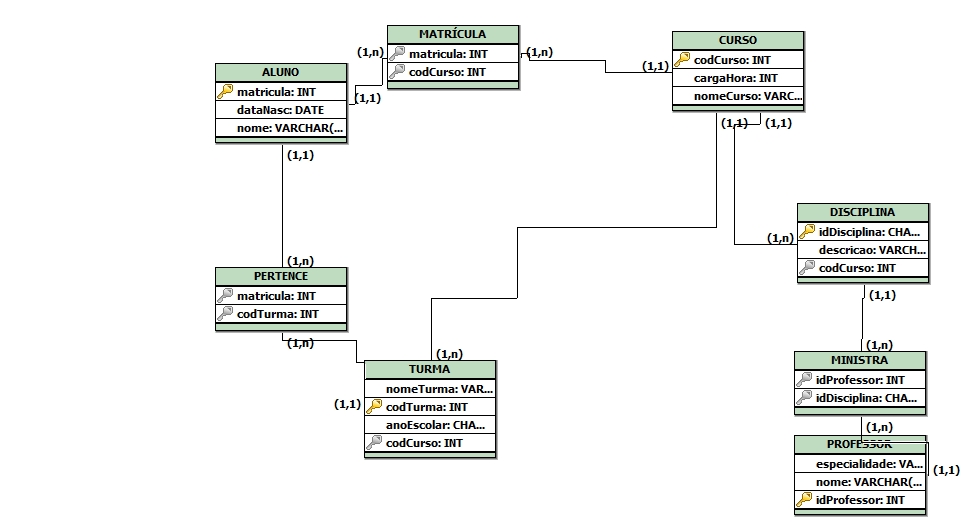 MATRÍCULA
matricula: INT
codCurso: INT
(1,n)
(1,n)
CURSO
codCurso: INT
cargaHora: INT
nomeCurso: VARC...
(1,1)
(1,1)
(1,1)
ALUNO
matricula: INT
dataNasc: DATE
nome: VARCHAR(...
(1,1)
(1,1)
DISCIPLINA
idDisciplina: CHA...
descricao: VARCH...
codCurso: INT
(1,n)
(1,1)
(1,n)
PERTENCE
matricula: INT
codTurma: INT
(1,n)
(1,n)
TURMA
nomeTurma: VAR...
codTurma: INT
anoEscolar: CHA...
codCurso: INT
(1,1)
(1,n)
MINISTRA
idProfessor: INT
idDisciplina: CHA...
(1,n)
PROFESSOR
especialidade: VA...
nome: VARCHAR(...
idProfessor: INT
(1,1)